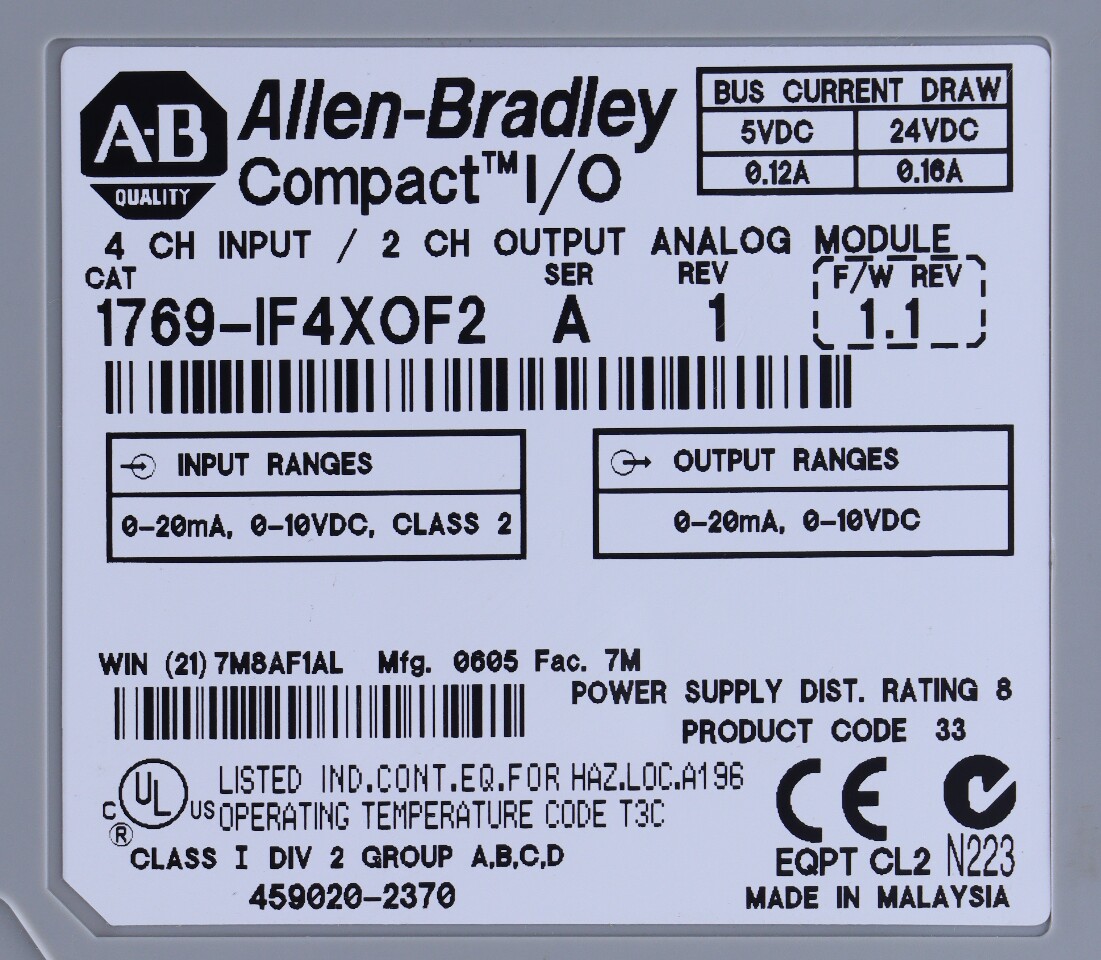 A-B
QUALITY
Allen-Bradley
Compact™ I/O
BUS CURRENT DRAW
5VDC 24VDC
0.12A 0.16A
4 CH INPUT / 2 CH OUTPUT ANALOG MODULE
CAT SER REV F/W REV
1769-IF4XOF2 A 1 1.1
INPUT RANGES
0-20mA, 0-10VDC, CLASS 2
OUTPUT RANGES
0-20mA, 0-10VDC
WIN (21) 7M8AF1AL Mfg. 0605 Fac. 7M
POWER SUPPLY DIST. RATING 8
PRODUCT CODE 33
C UL US ®
LISTED IND.CONT.EQ.FOR HAZ.LOC.A196
OPERATING TEMPERATURE CODE T3C
CLASS I DIV 2 GROUP A,B,C,D
459020-2370
CE
EQPT CL2 N223
MADE IN MALAYSIA